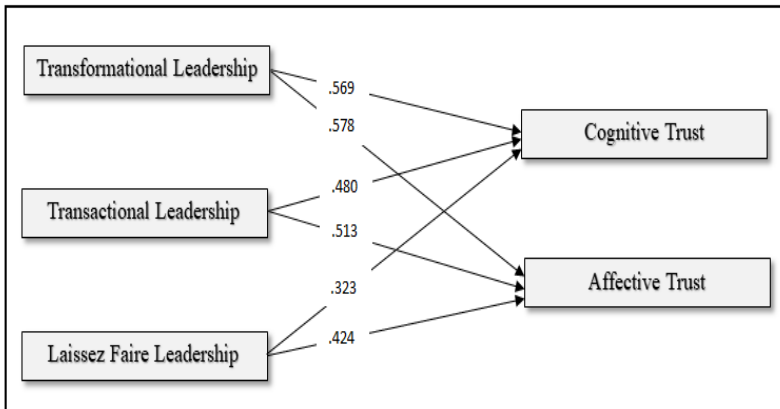 Transformational Leadership
.569
.578
Cognitive Trust
.480
Transactional Leadership
.513
Affective Trust
.323
.424
Laissez Faire Leadership